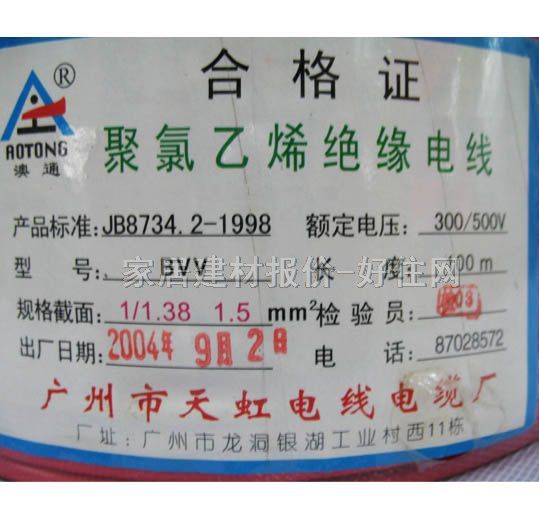 合格证
®
AOTONG
澳通
聚氯乙烯绝缘电线
产品标准: JB8734.2-1998 额定电压: 300/500V
型 号: BVV 长 度: 100m
家居建材报价-好住网
规格截面: 1/1.38 1.5 mm² 检验员:
出厂日期: 2004年 9月 2日 电 话: 87028572
广州市天虹电线电缆厂
厂址: 广州市龙洞银湖工业村西11栋